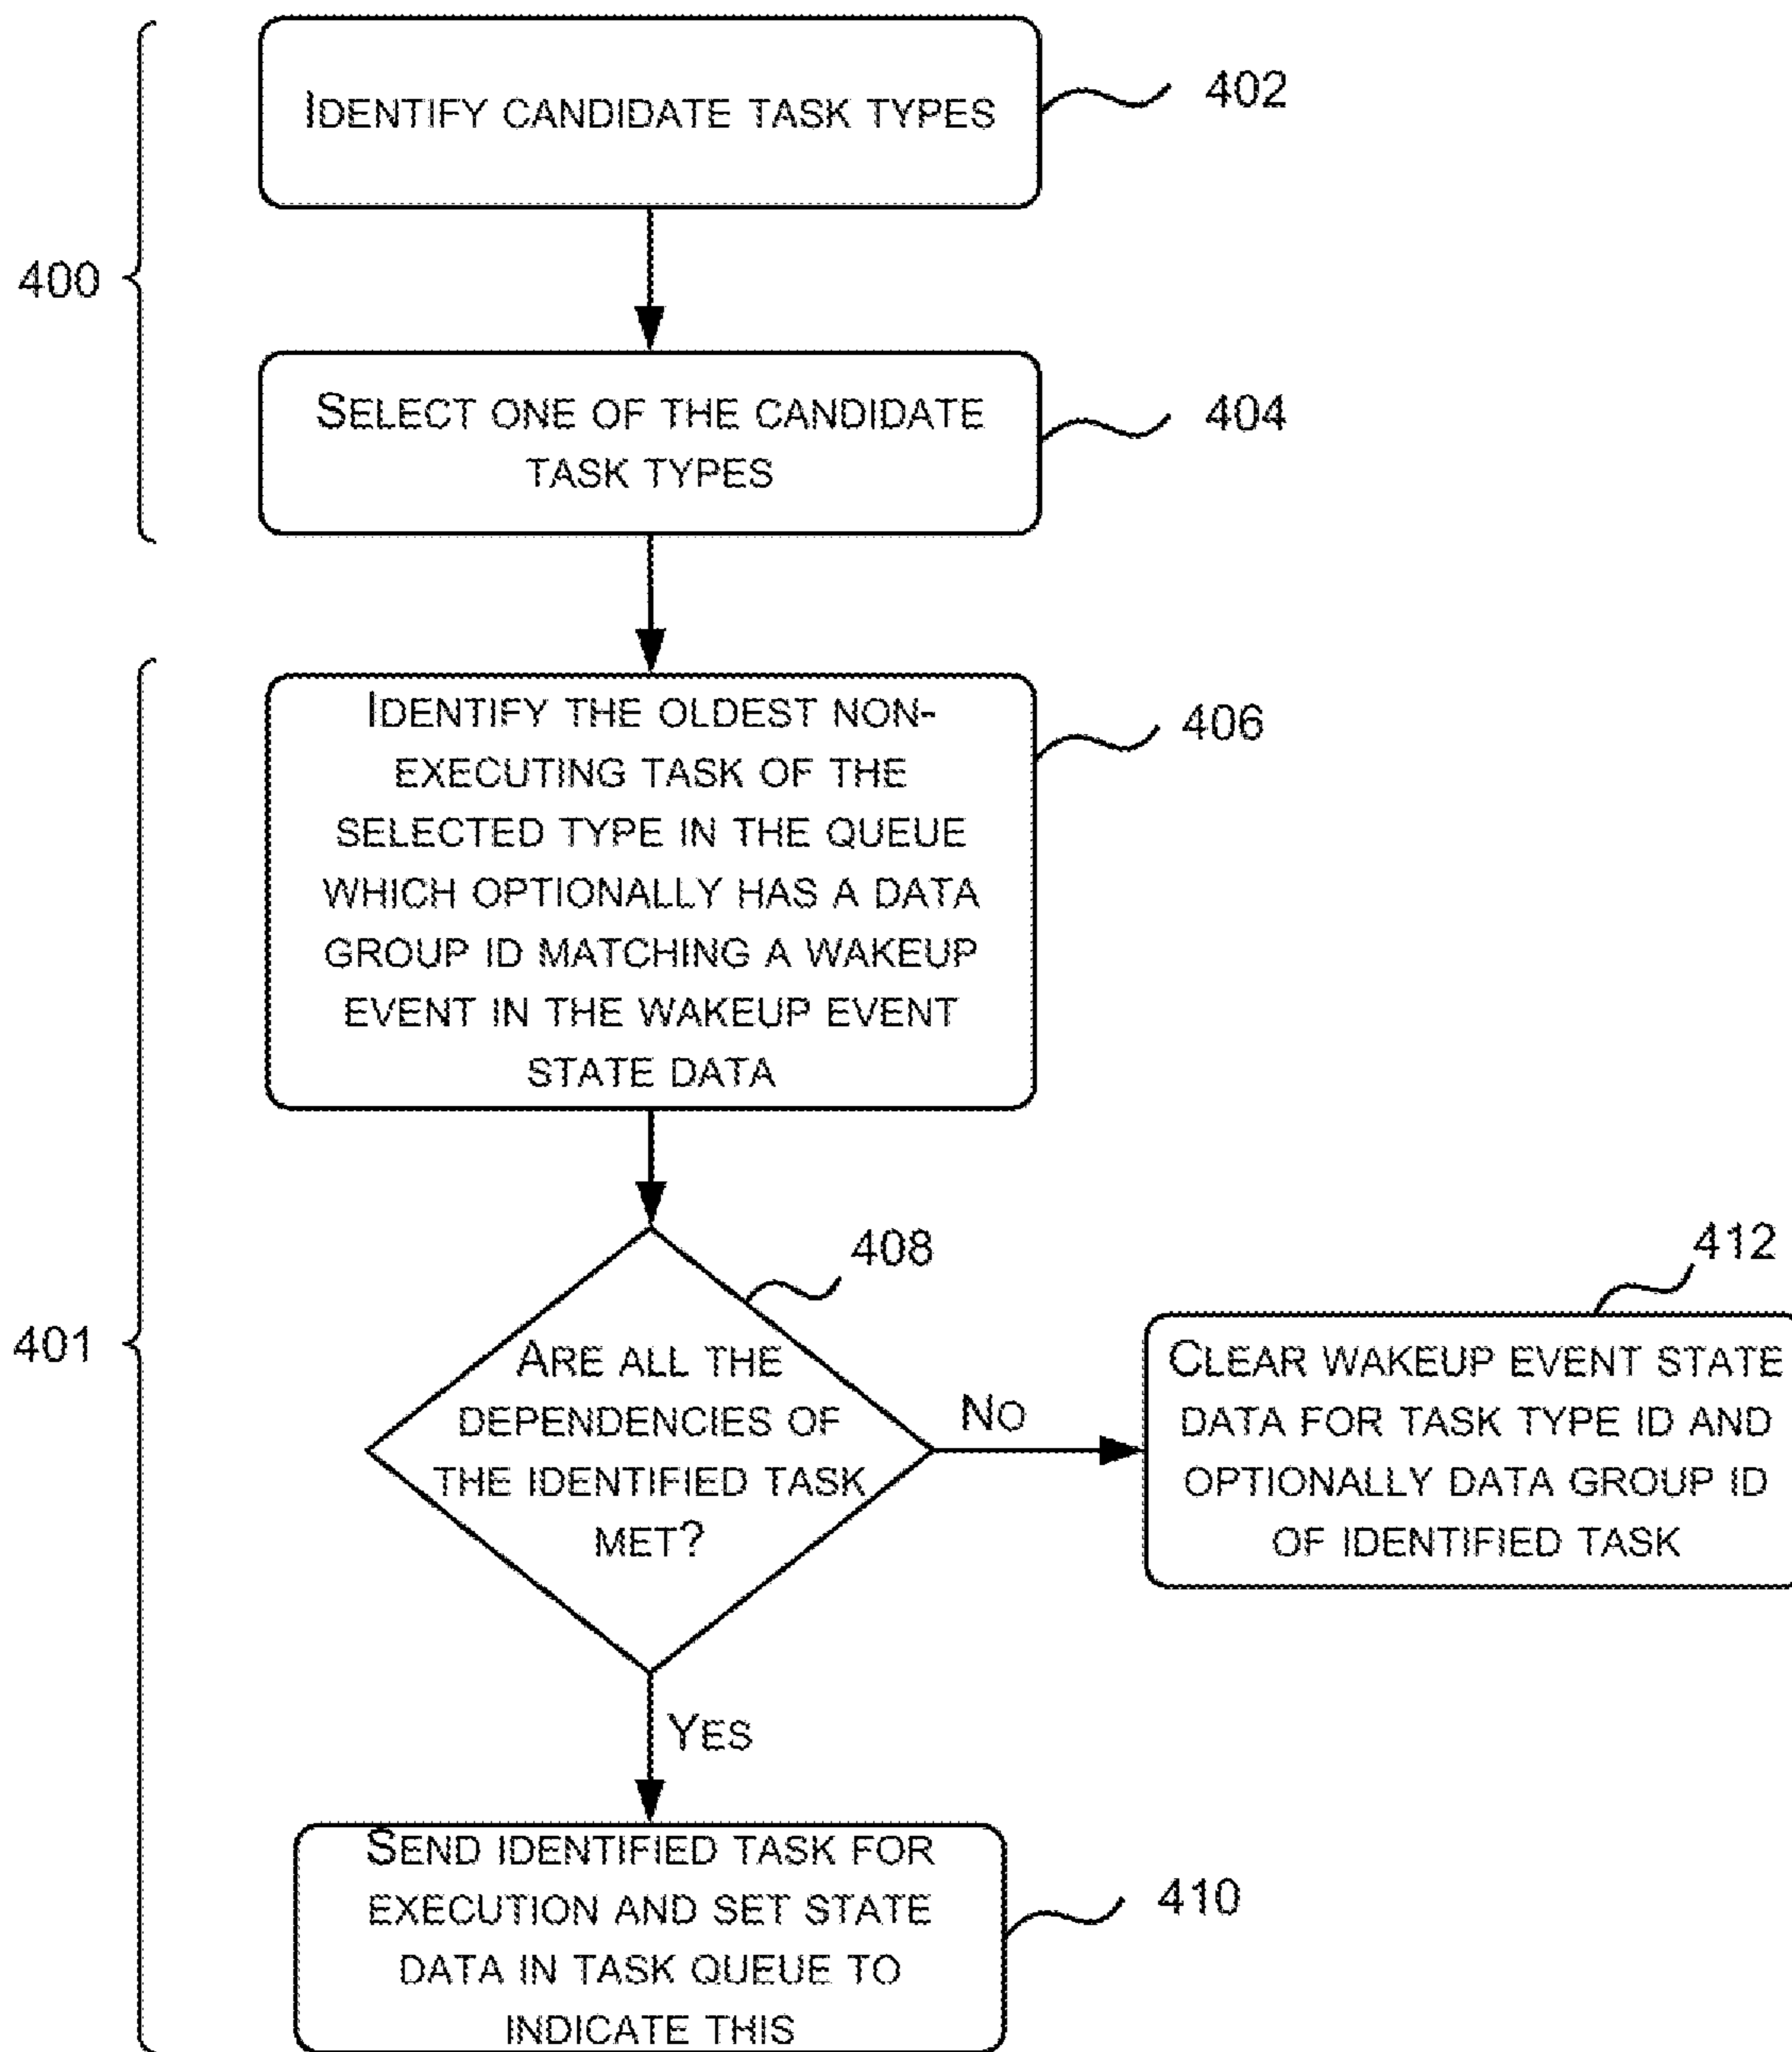 IDENTIFY CANDIDATE TASK TYPES
402
400
SELECT ONE OF THE CANDIDATE
TASK TYPES
404
IDENTIFY THE OLDEST NON-
EXECUTING TASK OF THE
SELECTED TYPE IN THE QUEUE
WHICH OPTIONALLY HAS A DATA
GROUP ID MATCHING A WAKEUP
EVENT IN THE WAKEUP EVENT
STATE DATA
406
401
408
ARE ALL THE
DEPENDENCIES OF
THE IDENTIFIED TASK
MET?
NO
412
CLEAR WAKEUP EVENT STATE
DATA FOR TASK TYPE ID AND
OPTIONALLY DATA GROUP ID
OF IDENTIFIED TASK
YES
SEND IDENTIFIED TASK FOR
EXECUTION AND SET STATE
DATA IN TASK QUEUE TO
INDICATE THIS
410